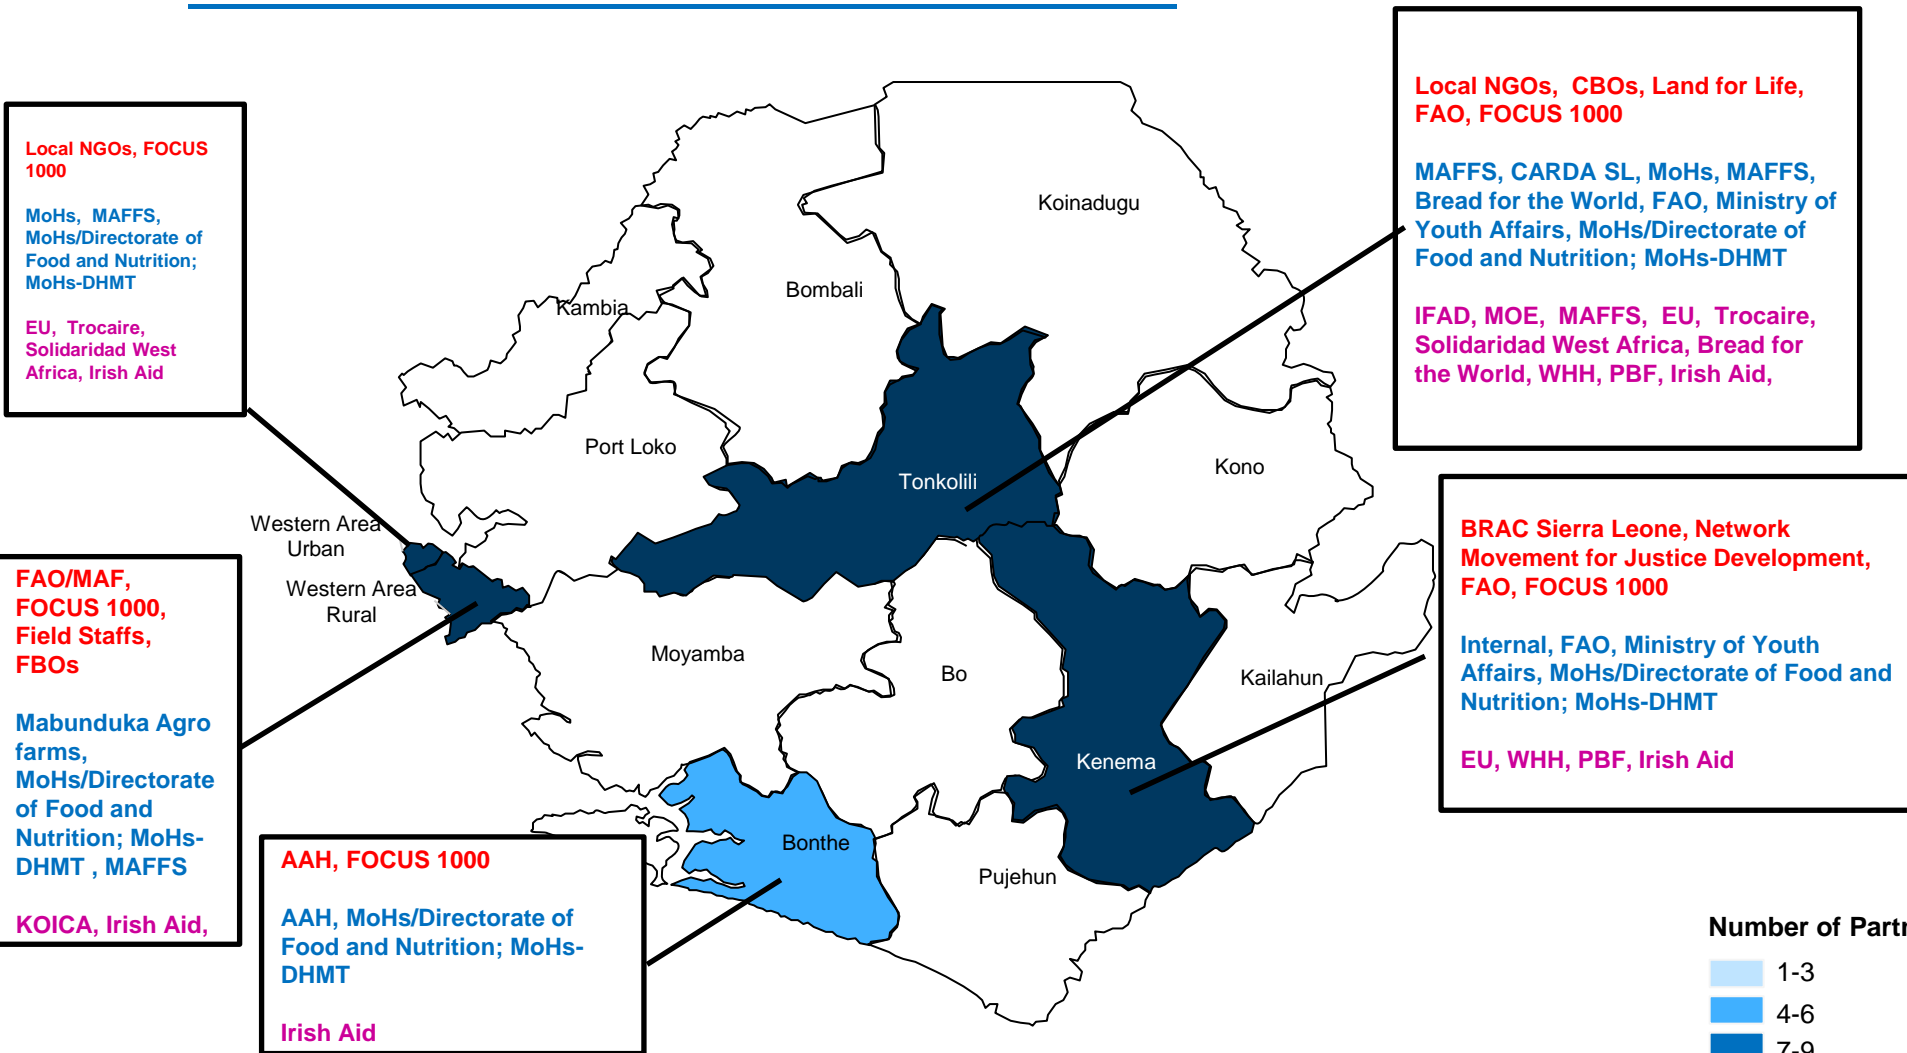 Local NGOs, FOCUS
1000
MoHs, MAFFS,
MoHs/Directorate of
Food and Nutrition;
MoHs-DHMT
EU, Trocaire,
Solidaridad West
Africa, Irish Aid
Local NGOs, CBOs, Land for Life,
FAO, FOCUS 1000
MAFFS, CARDA SL, MoHs, MAFFS,
Bread for the World, FAO, Ministry of
Youth Affairs, MoHs/Directorate of
Food and Nutrition; MoHs-DHMT
IFAD, MOE, MAFFS, EU, Trocaire,
Solidaridad West Africa, Bread for
the World, WHH, PBF, Irish Aid,
Koinadugu
Bombali
Kambia
Port Loko
Tonkolili
Kono
Western Area
Urban
Western Area
Rural
Moyamba
Bo
Kailahun
Kenema
Bonthe
Pujehun
FAO/MAF,
FOCUS 1000,
Field Staffs,
FBOs
Mabunduka Agro
farms,
MoHs/Directorate
of Food and
Nutrition; MoHs-
DHMT , MAFFS
KOICA, Irish Aid,
BRAC Sierra Leone, Network
Movement for Justice Development,
FAO, FOCUS 1000
Internal, FAO, Ministry of Youth
Affairs, MoHs/Directorate of Food and
Nutrition; MoHs-DHMT
EU, WHH, PBF, Irish Aid
AAH, FOCUS 1000
AAH, MoHs/Directorate of
Food and Nutrition; MoHs-
DHMT
Irish Aid
Number of
1-3
4-6
7-9